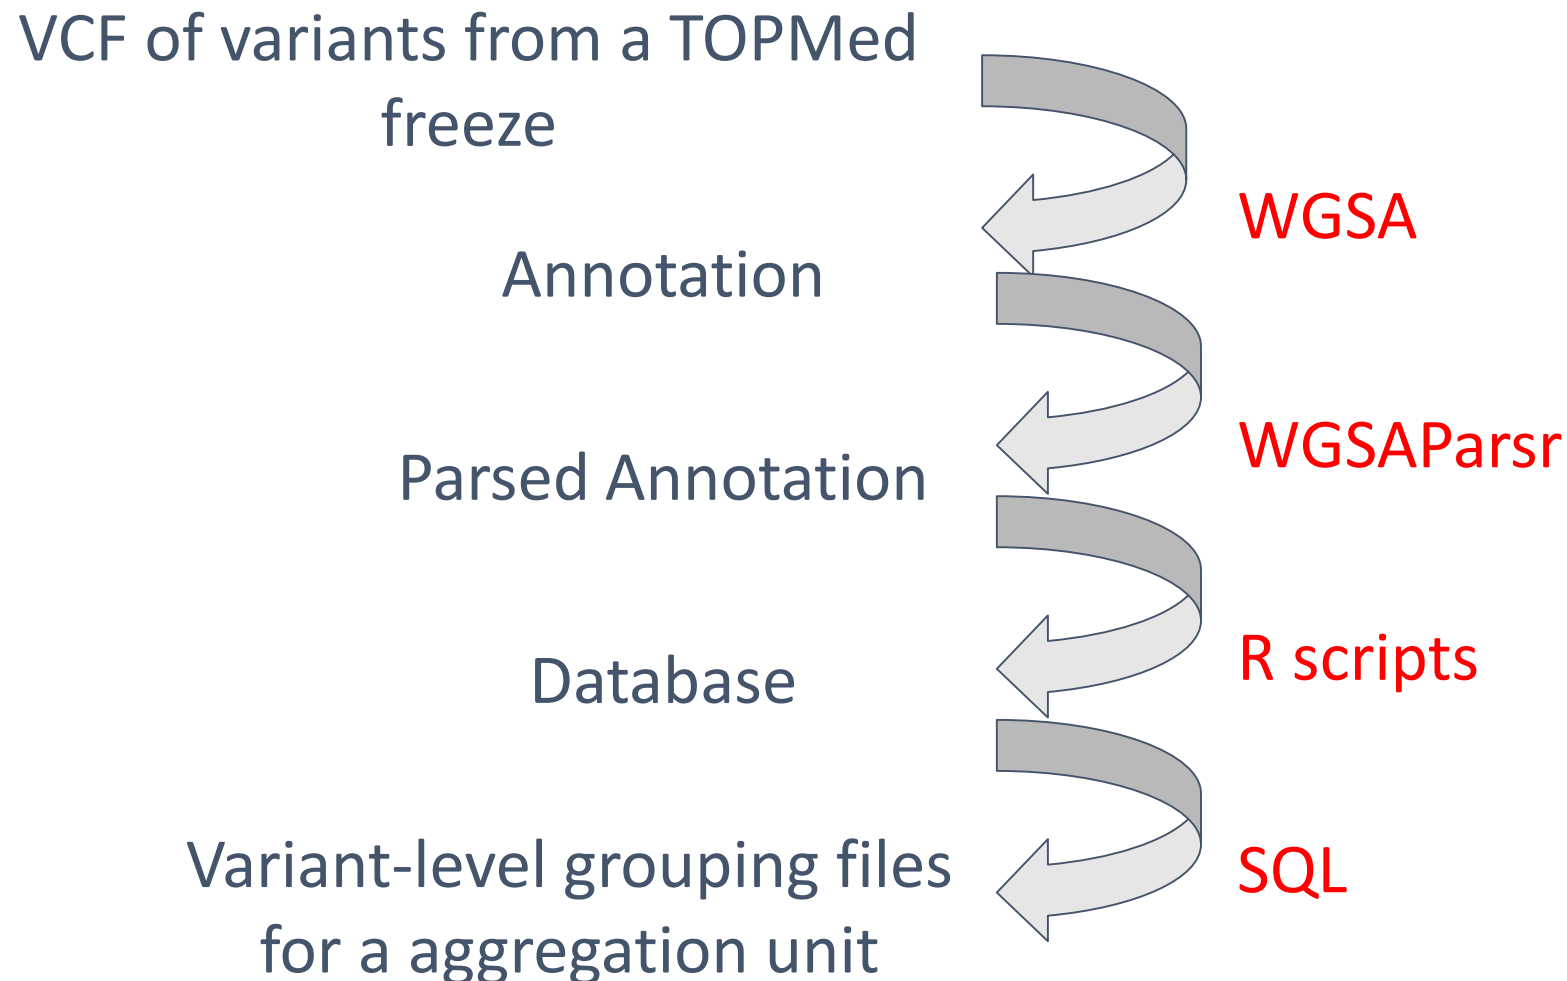 VCF of variants from a TOPMed
freeze
WGSA
Annotation
WGSAParsr
Parsed Annotation
R scripts
Database
SQL
Variant-level grouping files
for a aggregation unit